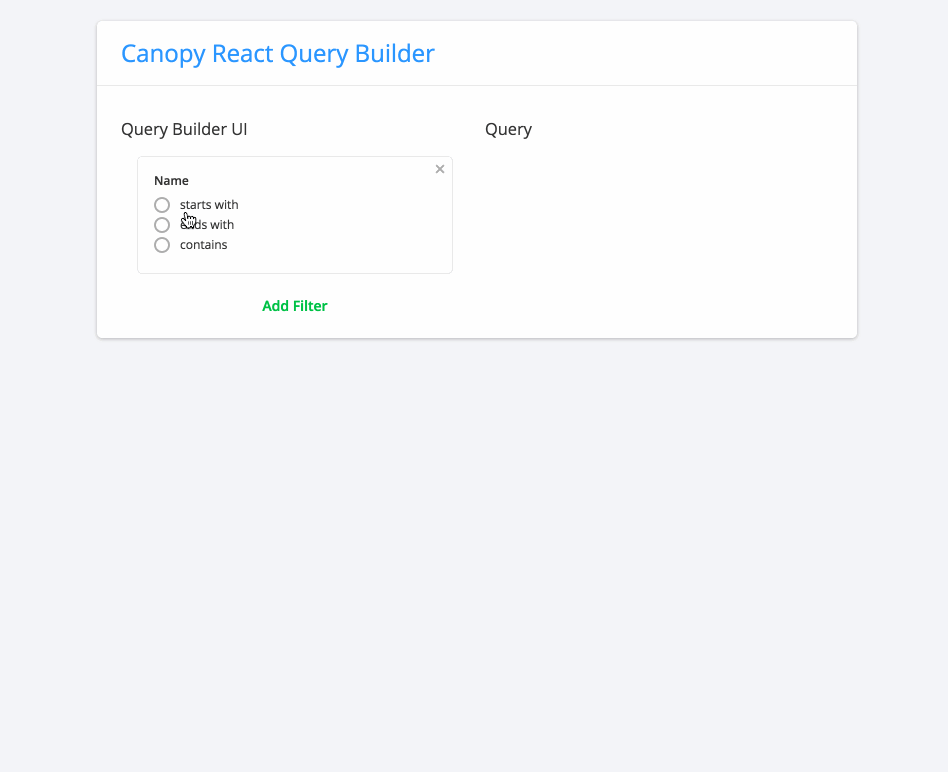 Canopy React Query Builder
Query Builder UI
Query
Name
starts with
ends with
contains
Add Filter